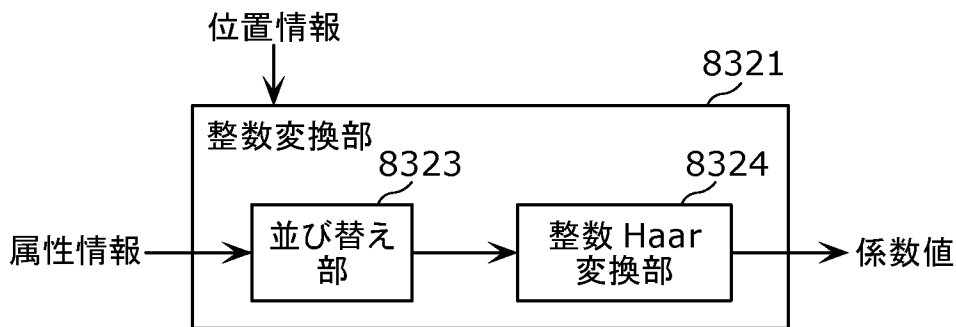 位置情報
8321
整数変換部
8323
8324
属性情報
並び替え
部
整数 Haar
変換部
係数値